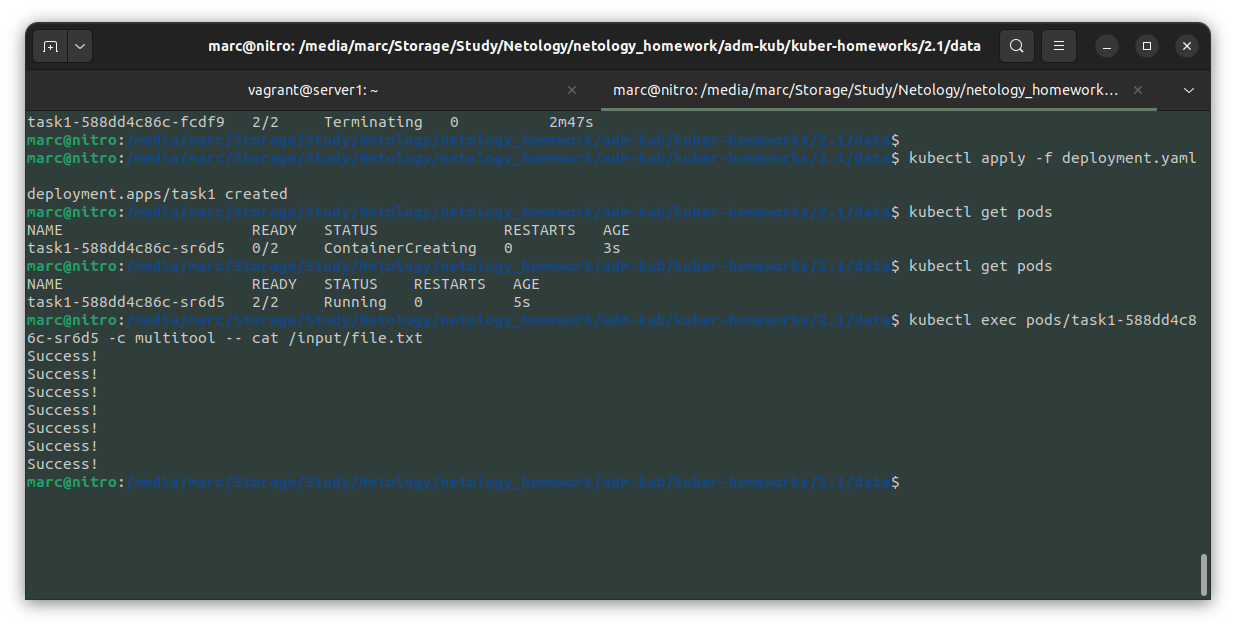 marc@nitro: /media/marc/Storage/Study/Netology/netology_homework/adm-kub/kuber-homeworks/2.1/data
vagrant@server1: ~
marc@nitro: /media/marc/Storage/Study/Netology/netology_homework…
task1-588dd4c86c-fcdf9   2/2     Terminating   0          2m47s
marc@nitro:/media/marc/Storage/Study/Netology/netology_homework/adm-kub/kuber-homeworks/2.1/data$
marc@nitro:/media/marc/Storage/Study/Netology/netology_homework/adm-kub/kuber-homeworks/2.1/data$ kubectl apply -f deployment.yaml
deployment.apps/task1 created
marc@nitro:/media/marc/Storage/Study/Netology/netology_homework/adm-kub/kuber-homeworks/2.1/data$ kubectl get pods
NAME                     READY   STATUS              RESTARTS   AGE
task1-588dd4c86c-sr6d5   0/2     ContainerCreating   0          3s
marc@nitro:/media/marc/Storage/Study/Netology/netology_homework/adm-kub/kuber-homeworks/2.1/data$ kubectl get pods
NAME                     READY   STATUS    RESTARTS   AGE
task1-588dd4c86c-sr6d5   2/2     Running   0          5s
marc@nitro:/media/marc/Storage/Study/Netology/netology_homework/adm-kub/kuber-homeworks/2.1/data$ kubectl exec pods/task1-588dd4c8
6c-sr6d5 -c multitool -- cat /input/file.txt
Success!
Success!
Success!
Success!
Success!
Success!
Success!
marc@nitro:/media/marc/Storage/Study/Netology/netology_homework/adm-kub/kuber-homeworks/2.1/data$